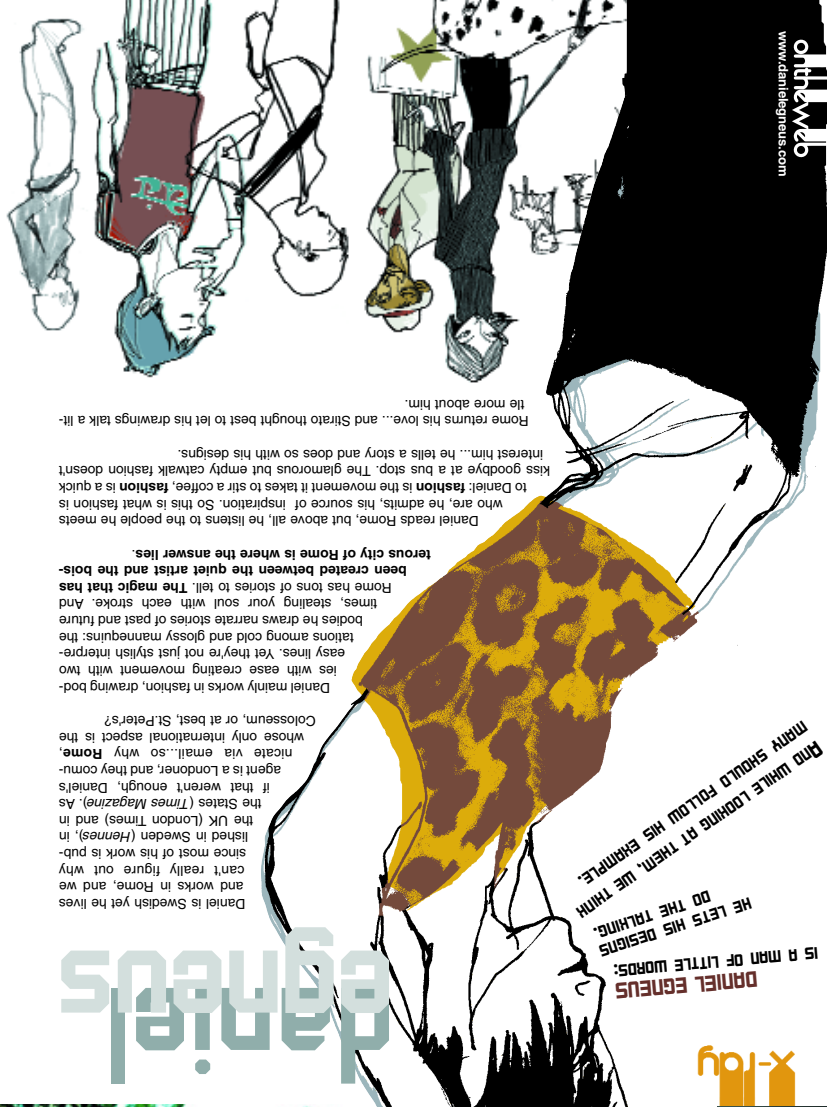 x-ray
DANIEL EGNEUS
IS A MAN OF LITTLE WORDS:
HE LETS HIS DESIGNS
DO THE TALKING.
AND WHILE LOOKING AT THEM, WE THINK
MANY SHOULD FOLLOW HIS EXAMPLE.
daniel
egneus
Daniel is Swedish yet he lives
and works in Rome, and we
can't really figure out why
since most of his work is pub-
lished in Sweden (Hennes), in
the UK (London Times) and in
the States (Times Magazine). As
if that weren't enough, Daniel's
agent is a Londoner, and they comu-
nicate via email...so why Rome,
whose only international aspect is the
Colosseum, or at best, St.Peter's?
Daniel mainly works in fashion, drawing bod-
ies with ease creating movement with two
easy lines. Yet they're not just stylish interpre-
tations among cold and glossy mannequins: the
bodies he draws narrate stories of past and future
times, stealing your soul with each stroke. And
Rome has tons of stories to tell. The magic that has
been created between the quiet artist and the bois-
terous city of Rome is where the answer lies.
Daniel reads Rome, but above all, he listens to the people he meets
who are, he admits, his source of inspiration. So this is what fashion is
to Daniel: fashion is the movement it takes to stir a coffee, fashion is a quick
kiss goodbye at a bus stop. The glamorous but empty catwalk fashion doesn't
interest him... he tells a story and does so with his designs.
Rome returns his love... and Stirato thought best to let his drawings talk a lit-
tle more about him.
ontheweb
www.danielegneus.com